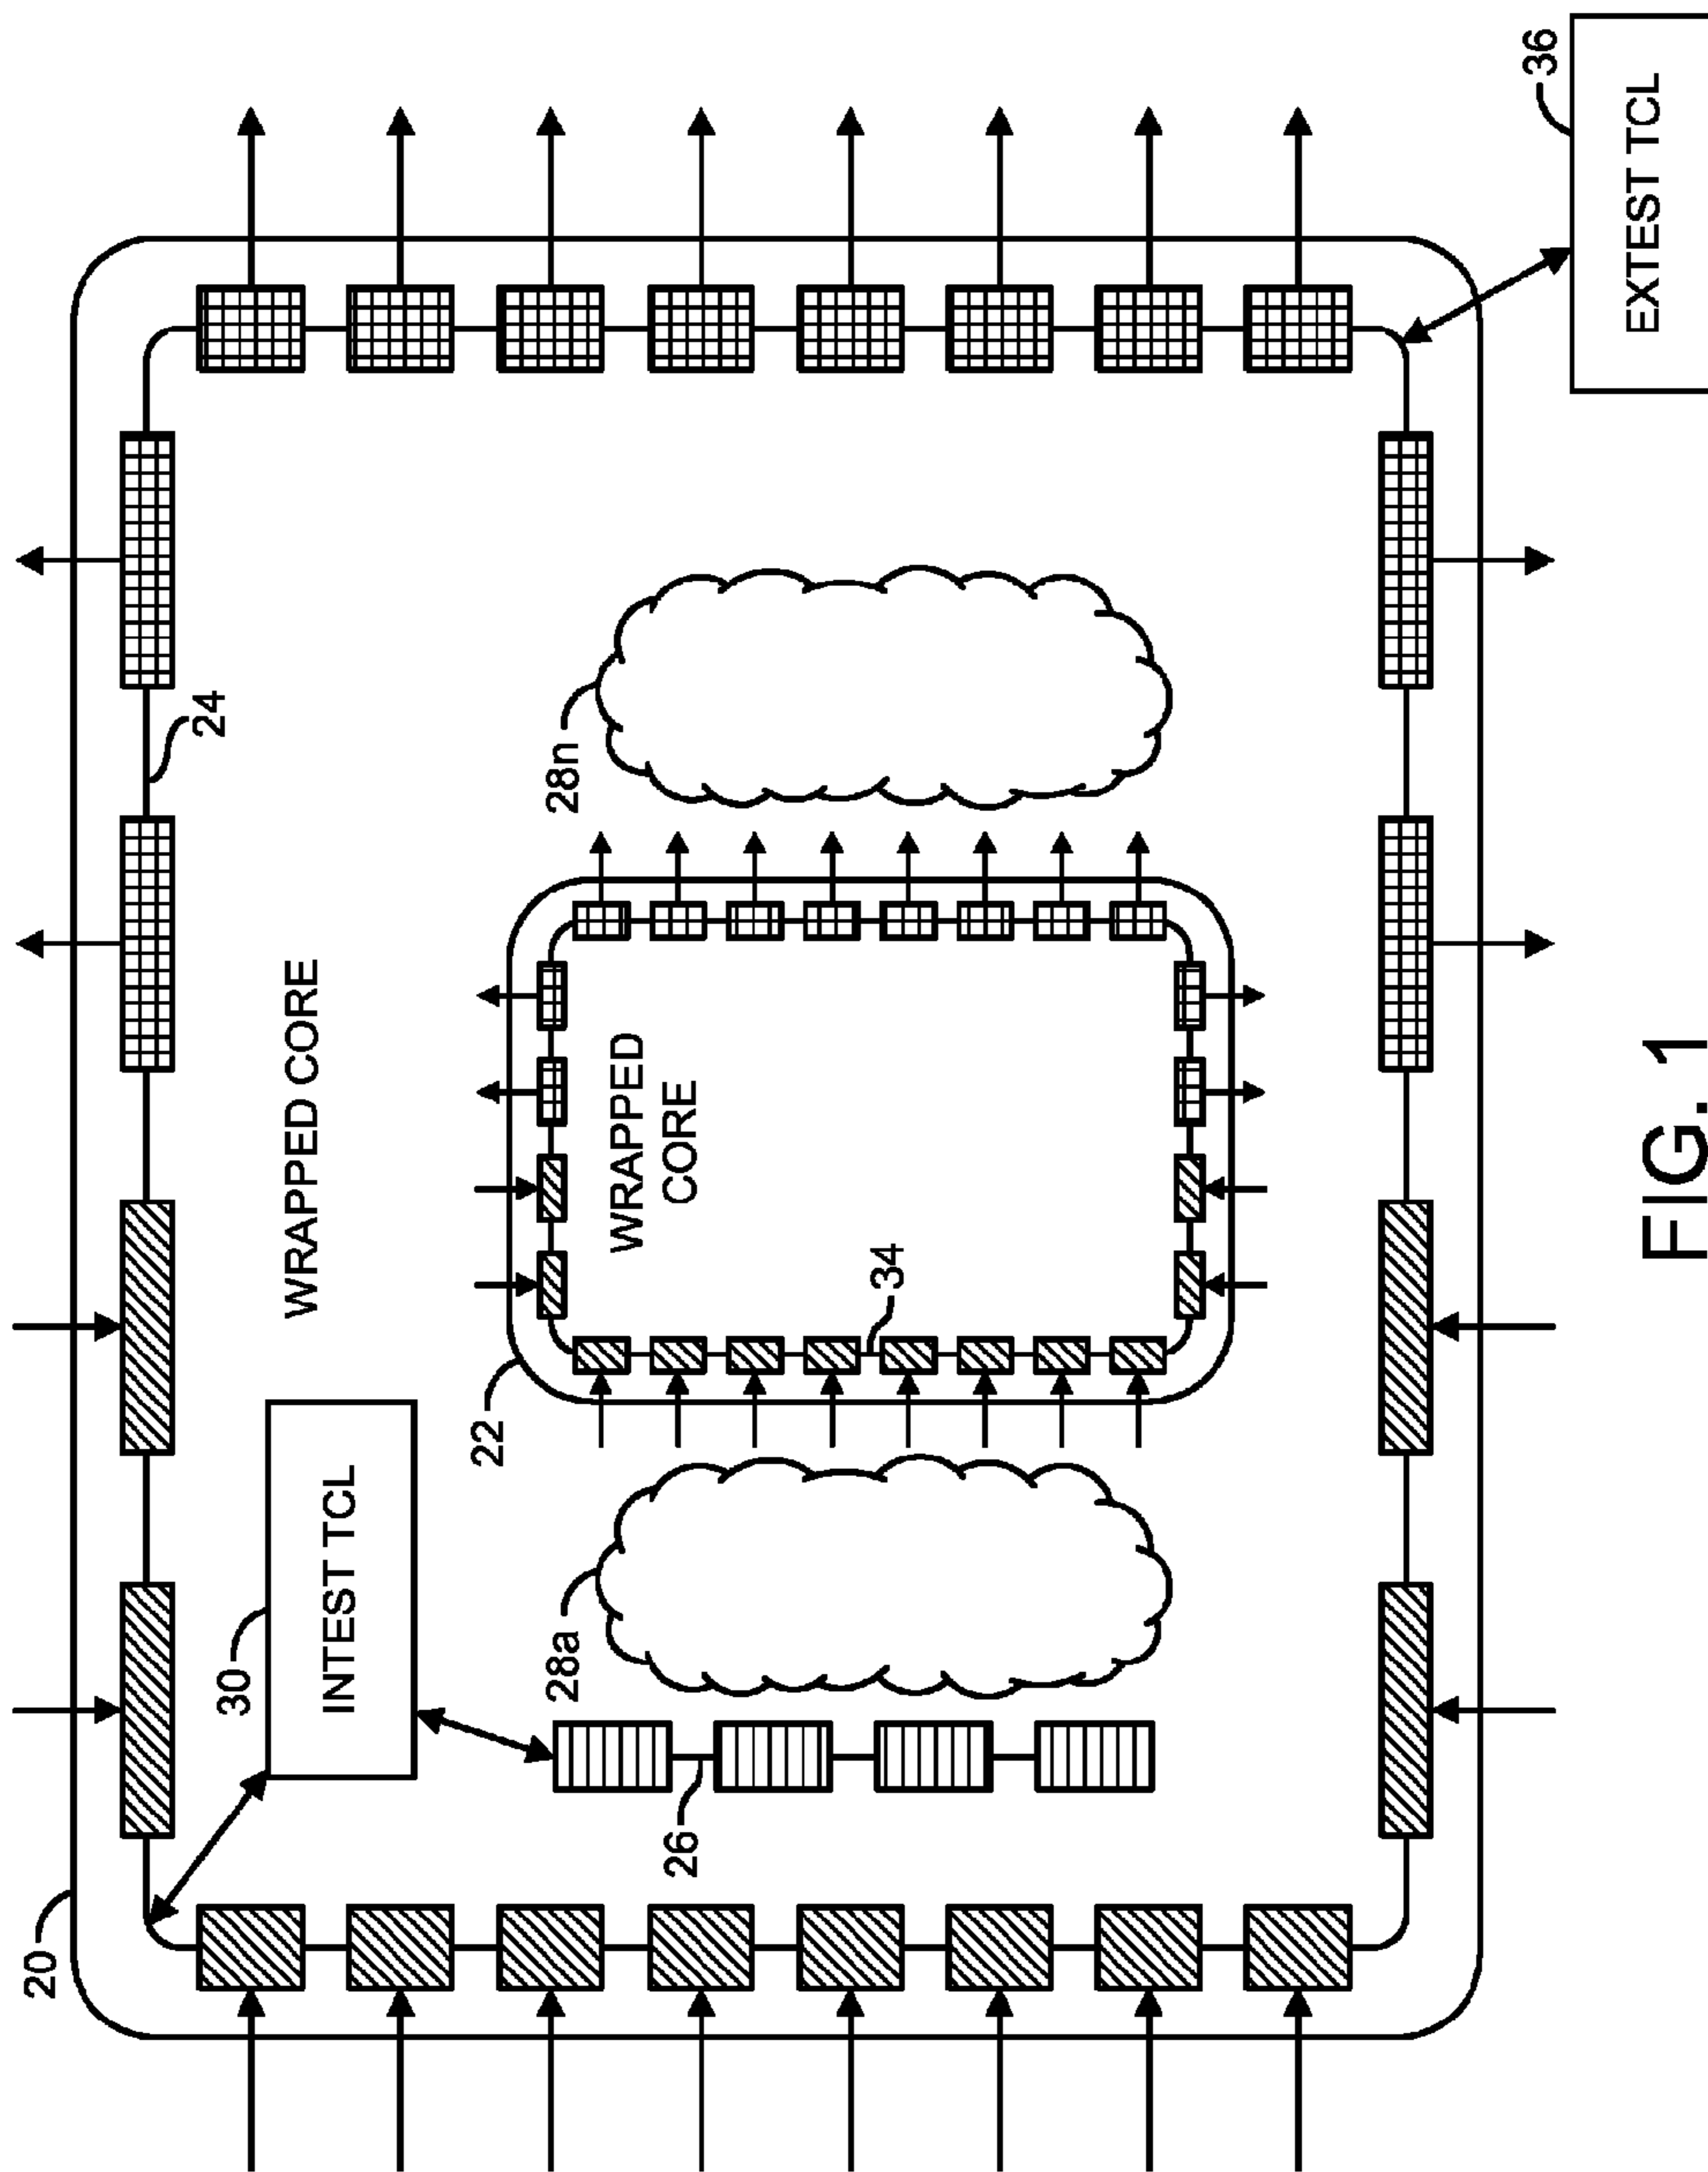 20
30
INTEST TCL
WRAPPED CORE
24
26
28a
22
WRAPPED
CORE
34
28n
EXTEST TCL
36
FIG. 1